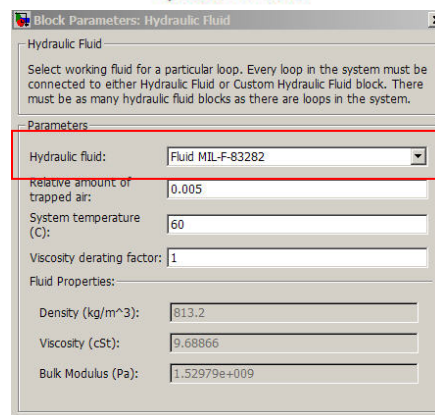 Block Parameters: Hydraulic Fluid
Hydraulic Fluid
Select working fluid for a particular loop. Every loop in the system must be
connected to either Hydraulic Fluid or Custom Hydraulic Fluid block. There
must be as many hydraulic fluid blocks as there are loops in the system.
Parameters
Hydraulic fluid: Fluid MIL-F-83282
Relative amount of
trapped air: 0.005
System temperature
(C): 60
Viscosity derating factor: 1
Fluid Properties:
Density (kg/m^3): 813.2
Viscosity (cSt): 9.68866
Bulk Modulus (Pa): 1.52979e+009